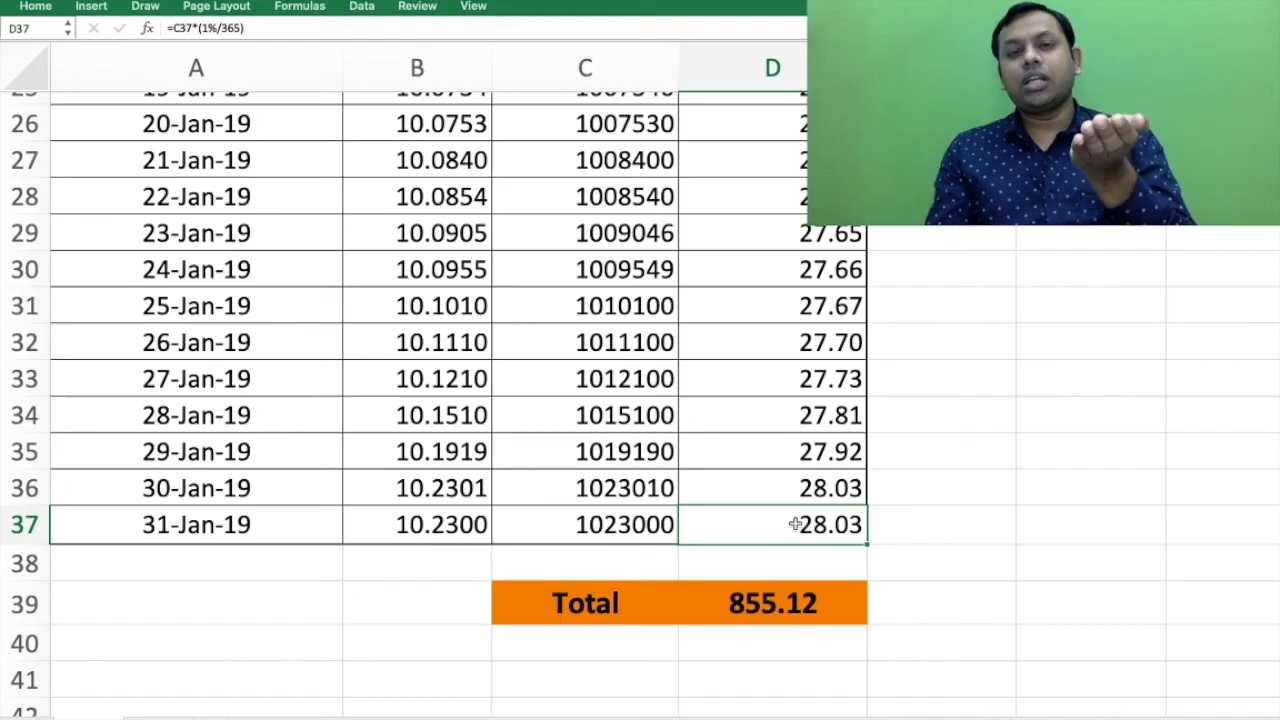 Home Insert Draw Page Layout Formulas Data Review View
D37 fx =C37*(1%/365)
A B C D
26 20-Jan-19 10.0753 1007530
27 21-Jan-19 10.0840 1008400
28 22-Jan-19 10.0854 1008540
29 23-Jan-19 10.0905 1009046 27.65
30 24-Jan-19 10.0955 1009549 27.66
31 25-Jan-19 10.1010 1010100 27.67
32 26-Jan-19 10.1110 1011100 27.70
33 27-Jan-19 10.1210 1012100 27.73
34 28-Jan-19 10.1510 1015100 27.81
35 29-Jan-19 10.1919 1019190 27.92
36 30-Jan-19 10.2301 1023010 28.03
37 31-Jan-19 10.2300 1023000 28.03
38
39 Total 855.12
40
41